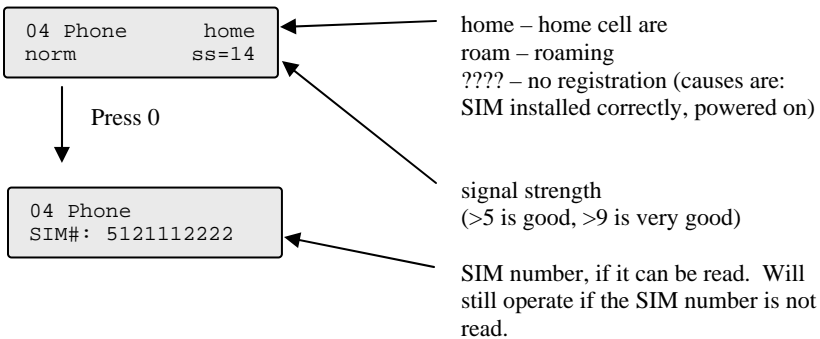 04 Phone home
norm ss=14
home – home cell are
roam – roaming
???? – no registration (causes are:
SIM installed correctly, powered on)
Press 0
signal strength
(>5 is good, >9 is very good)
04 Phone
SIM#: 5121112222
SIM number, if it can be read. Will
still operate if the SIM number is not
read.